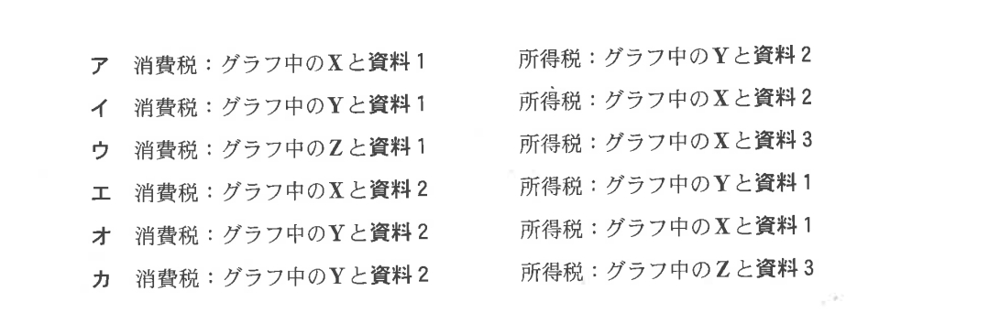 ア 消費税：グラフ中のXと資料1 所得税：グラフ中のYと資料2
イ 消費税：グラフ中のYと資料1 所得税：グラフ中のXと資料2
ウ 消費税：グラフ中のZと資料1 所得税：グラフ中のXと資料3
エ 消費税：グラフ中のXと資料2 所得税：グラフ中のYと資料1
オ 消費税：グラフ中のYと資料2 所得税：グラフ中のXと資料1
カ 消費税：グラフ中のYと資料2 所得税：グラフ中のZと資料3